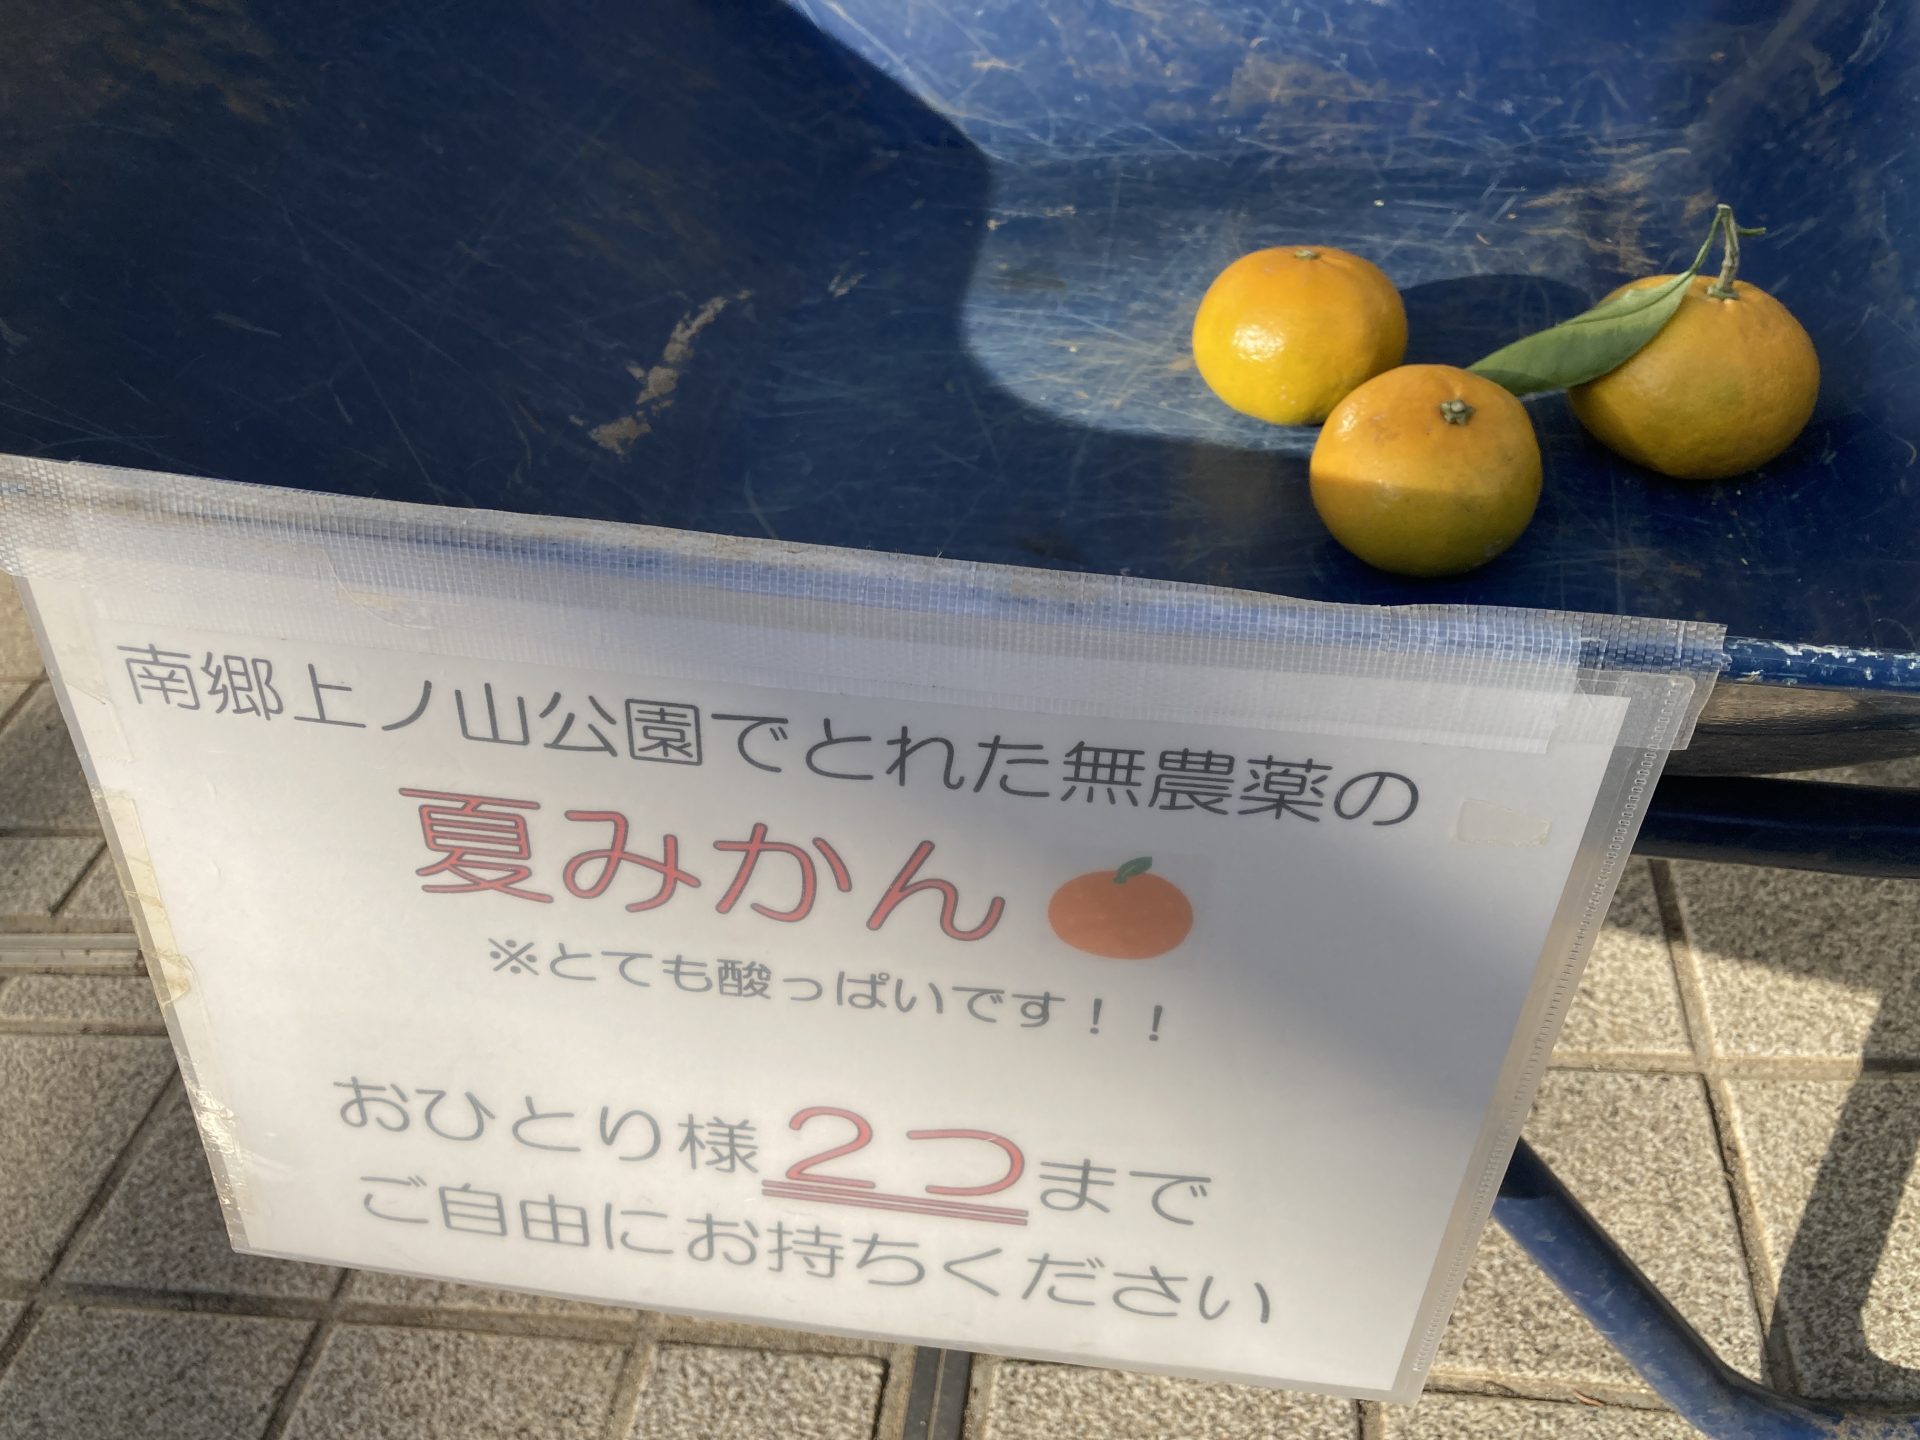 南郷上ノ山公園でとれた無農薬の
夏みかん
※とても酸っぱいです！！
おひとり様２つまで
ご自由にお持ちください